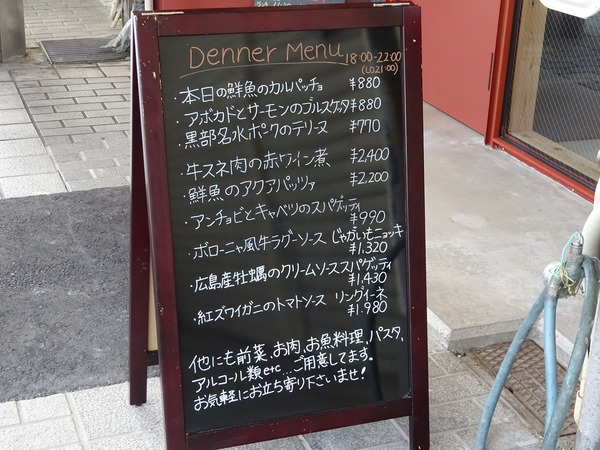 Denner Menu 18:00-22:00
(LO21:00)
・本日の鮮魚のカルパッチョ ¥880
・アボカドとサーモンのブルスケッタ ¥880
・黒部名水ポークのテリーヌ ¥770
・牛スネ肉の赤ワイン煮 ¥2,400
・鮮魚のアクアパッツァ ¥2,200
・アンチョビとキャベツのスパゲッティ
¥990
・ボローニャ風牛ラグーソース じゃがいもニョッキ
¥1,320
・広島産牡蠣のクリームソーススパゲッティ
¥1,430
・紅ズワイガニのトマトソース リングイーネ
¥1,980
他にも前菜、お肉、お魚料理、パスタ、
アルコール類etc...ご用意してます。
お気軽にお立ち寄り下さいませ!